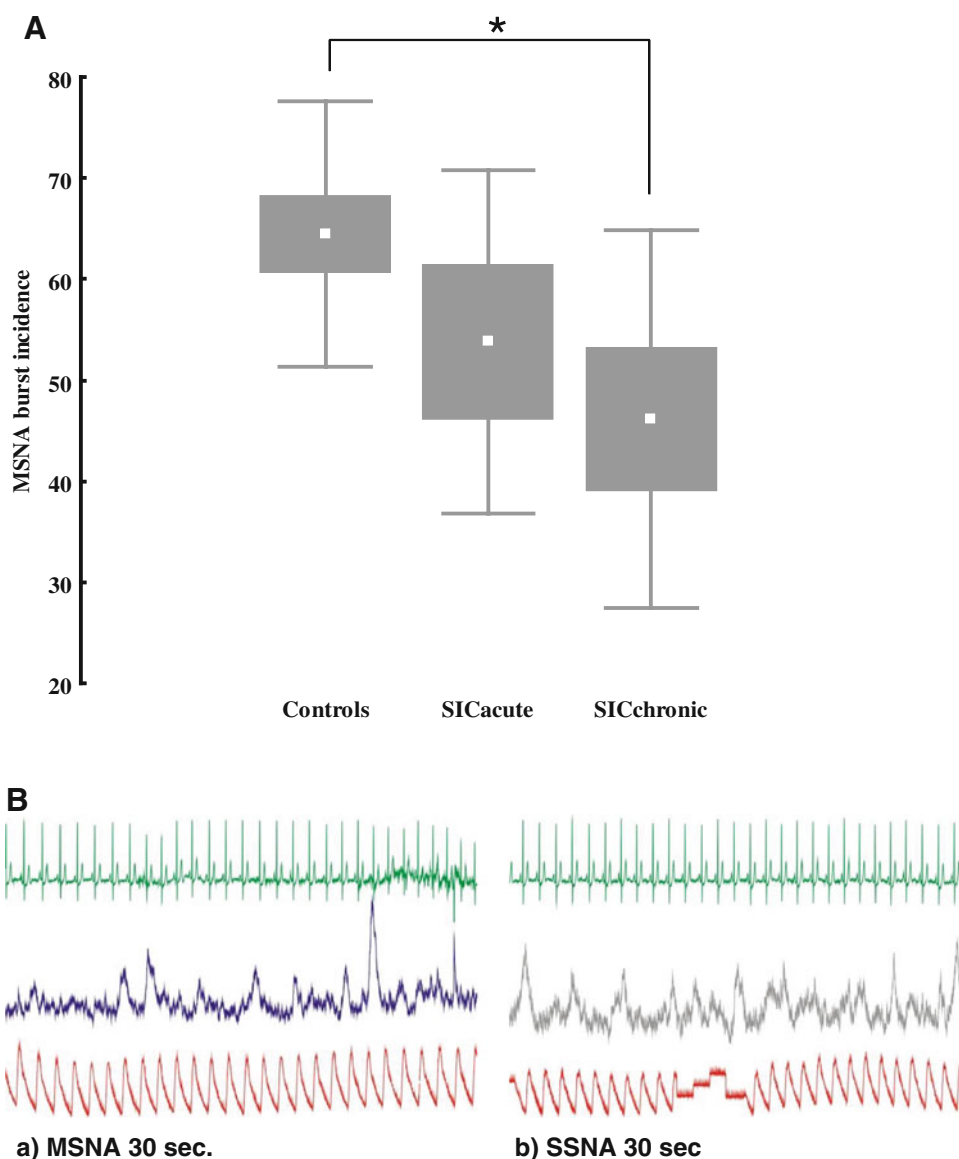 A
*
80
70
60
50
40
30
20
MSNA burst incidence
Controls SICacute SICchronic
B
a) MSNA 30 sec. b) SSNA 30 sec